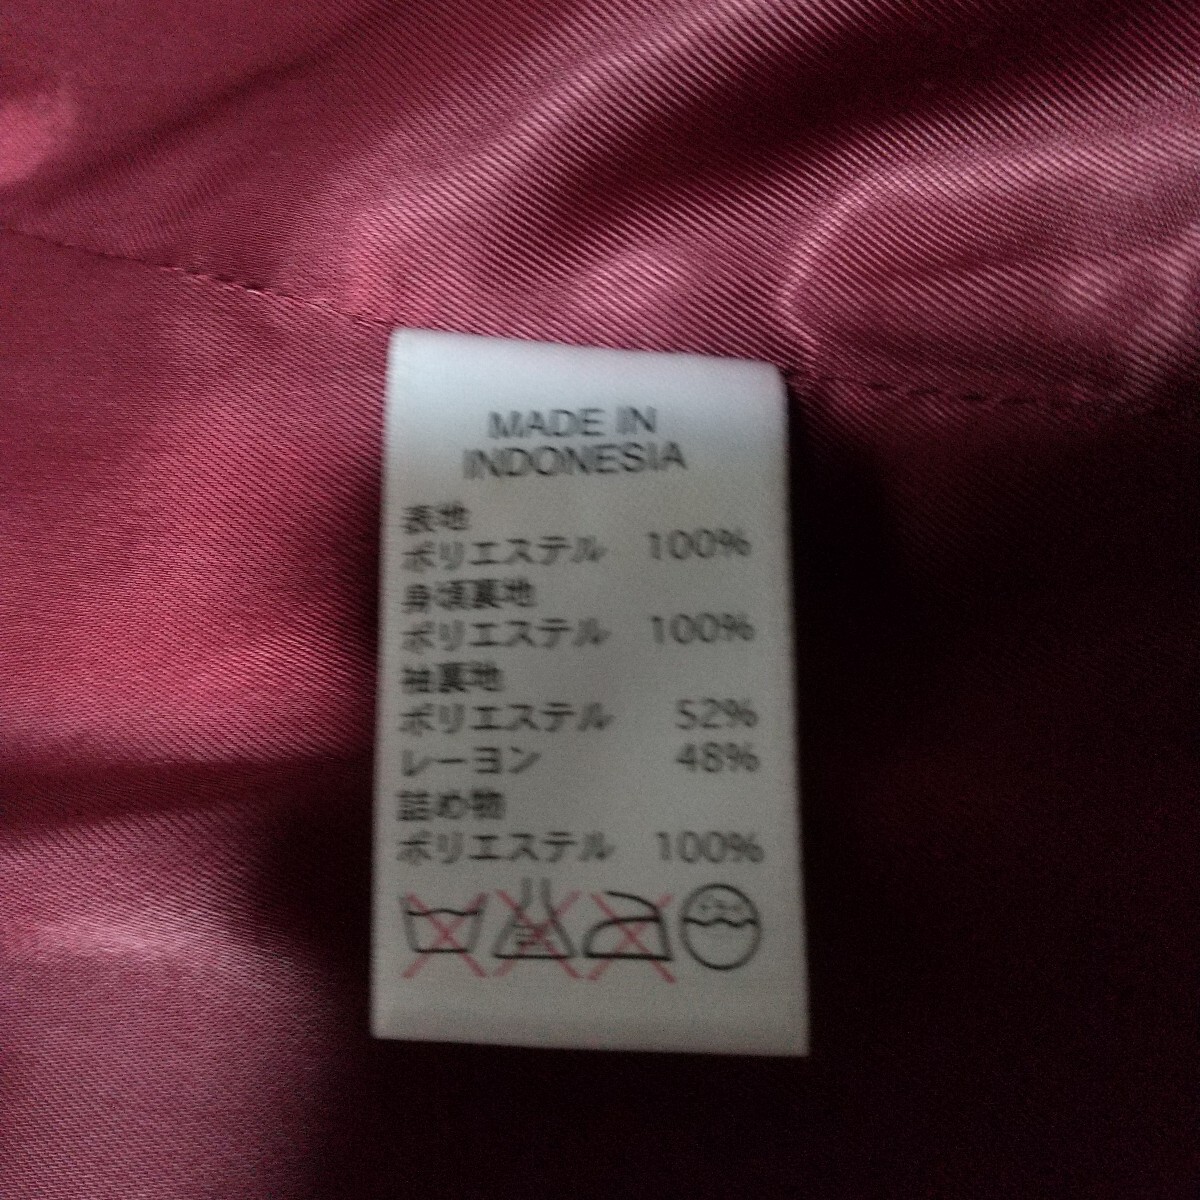 MADE IN
INDONESIA
表地
ポリエステル 100%
身頃裏地
ポリエステル 100%
袖裏地
ポリエステル 52%
レーヨン 48%
詰め物
ポリエステル 100%